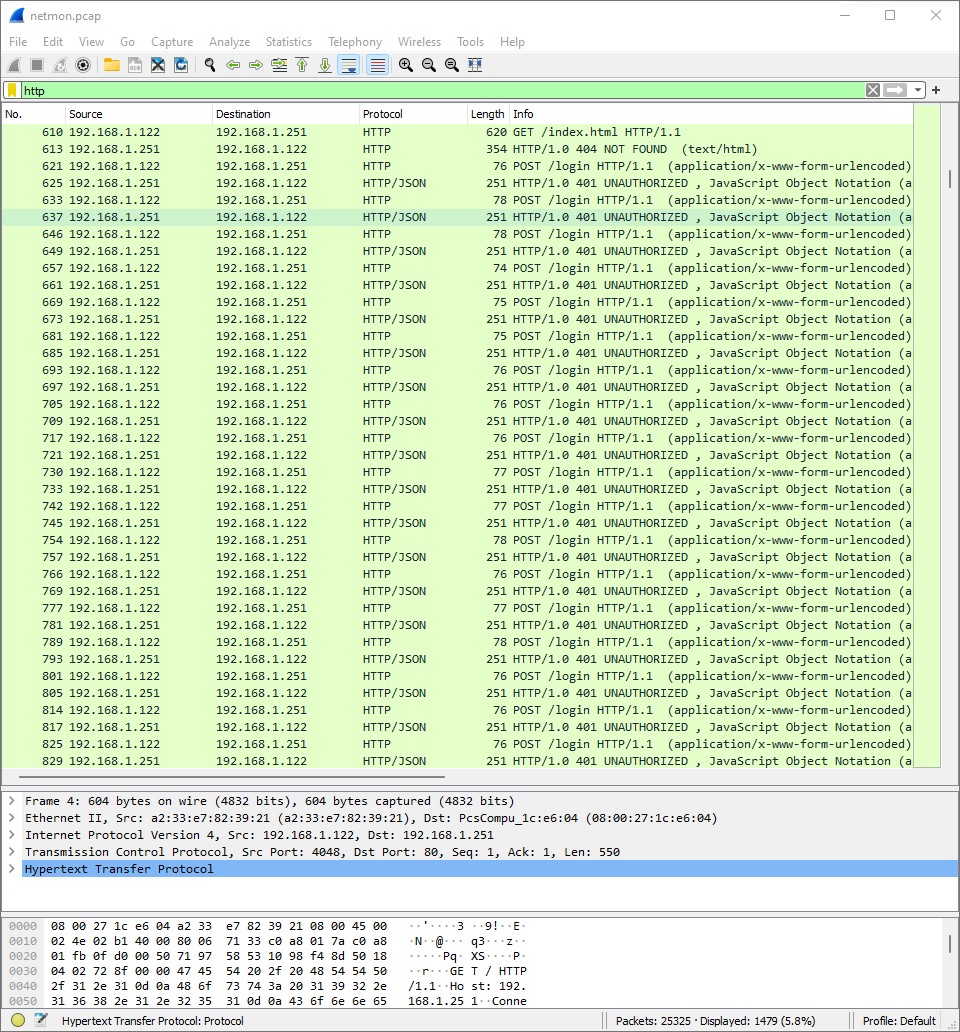 netmon.pcap
File Edit View Go Capture Analyze Statistics Telephony Wireless Tools Help
http
No. Source Destination Protocol Length Info
610 192.168.1.122 192.168.1.251 HTTP 620 GET /index.html HTTP/1.1
613 192.168.1.251 192.168.1.122 HTTP 354 HTTP/1.0 404 NOT FOUND (text/html)
621 192.168.1.122 192.168.1.251 HTTP 76 POST /login HTTP/1.1 (application/x-www-form-urlencoded)
625 192.168.1.251 192.168.1.122 HTTP/JSON 251 HTTP/1.0 401 UNAUTHORIZED , JavaScript Object Notation (a
633 192.168.1.122 192.168.1.251 HTTP 78 POST /login HTTP/1.1 (application/x-www-form-urlencoded)
637 192.168.1.251 192.168.1.122 HTTP/JSON 251 HTTP/1.0 401 UNAUTHORIZED , JavaScript Object Notation (a
646 192.168.1.122 192.168.1.251 HTTP 78 POST /login HTTP/1.1 (application/x-www-form-urlencoded)
649 192.168.1.251 192.168.1.122 HTTP/JSON 251 HTTP/1.0 401 UNAUTHORIZED , JavaScript Object Notation (a
657 192.168.1.122 192.168.1.251 HTTP 74 POST /login HTTP/1.1 (application/x-www-form-urlencoded)
661 192.168.1.251 192.168.1.122 HTTP/JSON 251 HTTP/1.0 401 UNAUTHORIZED , JavaScript Object Notation (a
669 192.168.1.122 192.168.1.251 HTTP 75 POST /login HTTP/1.1 (application/x-www-form-urlencoded)
673 192.168.1.251 192.168.1.122 HTTP/JSON 251 HTTP/1.0 401 UNAUTHORIZED , JavaScript Object Notation (a
681 192.168.1.122 192.168.1.251 HTTP 75 POST /login HTTP/1.1 (application/x-www-form-urlencoded)
685 192.168.1.251 192.168.1.122 HTTP/JSON 251 HTTP/1.0 401 UNAUTHORIZED , JavaScript Object Notation (a
693 192.168.1.122 192.168.1.251 HTTP 76 POST /login HTTP/1.1 (application/x-www-form-urlencoded)
697 192.168.1.251 192.168.1.122 HTTP/JSON 251 HTTP/1.0 401 UNAUTHORIZED , JavaScript Object Notation (a
705 192.168.1.122 192.168.1.251 HTTP 76 POST /login HTTP/1.1 (application/x-www-form-urlencoded)
709 192.168.1.251 192.168.1.122 HTTP/JSON 251 HTTP/1.0 401 UNAUTHORIZED , JavaScript Object Notation (a
717 192.168.1.122 192.168.1.251 HTTP 76 POST /login HTTP/1.1 (application/x-www-form-urlencoded)
721 192.168.1.251 192.168.1.122 HTTP/JSON 251 HTTP/1.0 401 UNAUTHORIZED , JavaScript Object Notation (a
730 192.168.1.122 192.168.1.251 HTTP 77 POST /login HTTP/1.1 (application/x-www-form-urlencoded)
733 192.168.1.251 192.168.1.122 HTTP/JSON 251 HTTP/1.0 401 UNAUTHORIZED , JavaScript Object Notation (a
742 192.168.1.122 192.168.1.251 HTTP 77 POST /login HTTP/1.1 (application/x-www-form-urlencoded)
745 192.168.1.251 192.168.1.122 HTTP/JSON 251 HTTP/1.0 401 UNAUTHORIZED , JavaScript Object Notation (a
754 192.168.1.122 192.168.1.251 HTTP 78 POST /login HTTP/1.1 (application/x-www-form-urlencoded)
757 192.168.1.251 192.168.1.122 HTTP/JSON 251 HTTP/1.0 401 UNAUTHORIZED , JavaScript Object Notation (a
766 192.168.1.122 192.168.1.251 HTTP 76 POST /login HTTP/1.1 (application/x-www-form-urlencoded)
769 192.168.1.251 192.168.1.122 HTTP/JSON 251 HTTP/1.0 401 UNAUTHORIZED , JavaScript Object Notation (a
777 192.168.1.122 192.168.1.251 HTTP 77 POST /login HTTP/1.1 (application/x-www-form-urlencoded)
781 192.168.1.251 192.168.1.122 HTTP/JSON 251 HTTP/1.0 401 UNAUTHORIZED , JavaScript Object Notation (a
789 192.168.1.122 192.168.1.251 HTTP 78 POST /login HTTP/1.1 (application/x-www-form-urlencoded)
793 192.168.1.251 192.168.1.122 HTTP/JSON 251 HTTP/1.0 401 UNAUTHORIZED , JavaScript Object Notation (a
801 192.168.1.122 192.168.1.251 HTTP 76 POST /login HTTP/1.1 (application/x-www-form-urlencoded)
805 192.168.1.251 192.168.1.122 HTTP/JSON 251 HTTP/1.0 401 UNAUTHORIZED , JavaScript Object Notation (a
814 192.168.1.122 192.168.1.251 HTTP 76 POST /login HTTP/1.1 (application/x-www-form-urlencoded)
817 192.168.1.251 192.168.1.122 HTTP/JSON 251 HTTP/1.0 401 UNAUTHORIZED , JavaScript Object Notation (a
825 192.168.1.122 192.168.1.251 HTTP 76 POST /login HTTP/1.1 (application/x-www-form-urlencoded)
829 192.168.1.251 192.168.1.122 HTTP/JSON 251 HTTP/1.0 401 UNAUTHORIZED , JavaScript Object Notation (a
Frame 4: 604 bytes on wire (4832 bits), 604 bytes captured (4832 bits)
Ethernet II, Src: a2:33:e7:82:39:21 (a2:33:e7:82:39:21), Dst: PcsCompu_1c:e6:04 (08:00:27:1c:e6:04)
Internet Protocol Version 4, Src: 192.168.1.122, Dst: 192.168.1.251
Transmission Control Protocol, Src Port: 4048, Dst Port: 80, Seq: 1, Ack: 1, Len: 550
Hypertext Transfer Protocol
0000 08 00 27 1c e6 04 a2 33 e7 82 39 21 08 00 45 00 ··'····3 ··9!··E·
0010 02 4e 02 b1 40 00 80 06 71 33 c0 a8 01 7a c0 a8 ·N··@··· q3···z··
0020 01 fb 0f d0 00 50 71 97 58 53 10 98 f4 8d 50 18 ·····Pq· XS····P·
0030 04 02 72 8f 00 00 47 45 54 20 2f 20 48 54 54 50 ··r···GE T / HTTP
0040 2f 31 2e 31 0d 0a 48 6f 73 74 3a 20 31 39 32 2e /1.1··Ho st: 192.
0050 31 36 38 2e 31 2e 32 35 31 0d 0a 43 6f 6e 6e 65 168.1.25 1··Conne
Hypertext Transfer Protocol: Protocol Packets: 25325 · Displayed: 1479 (5.8%) Profile: Default